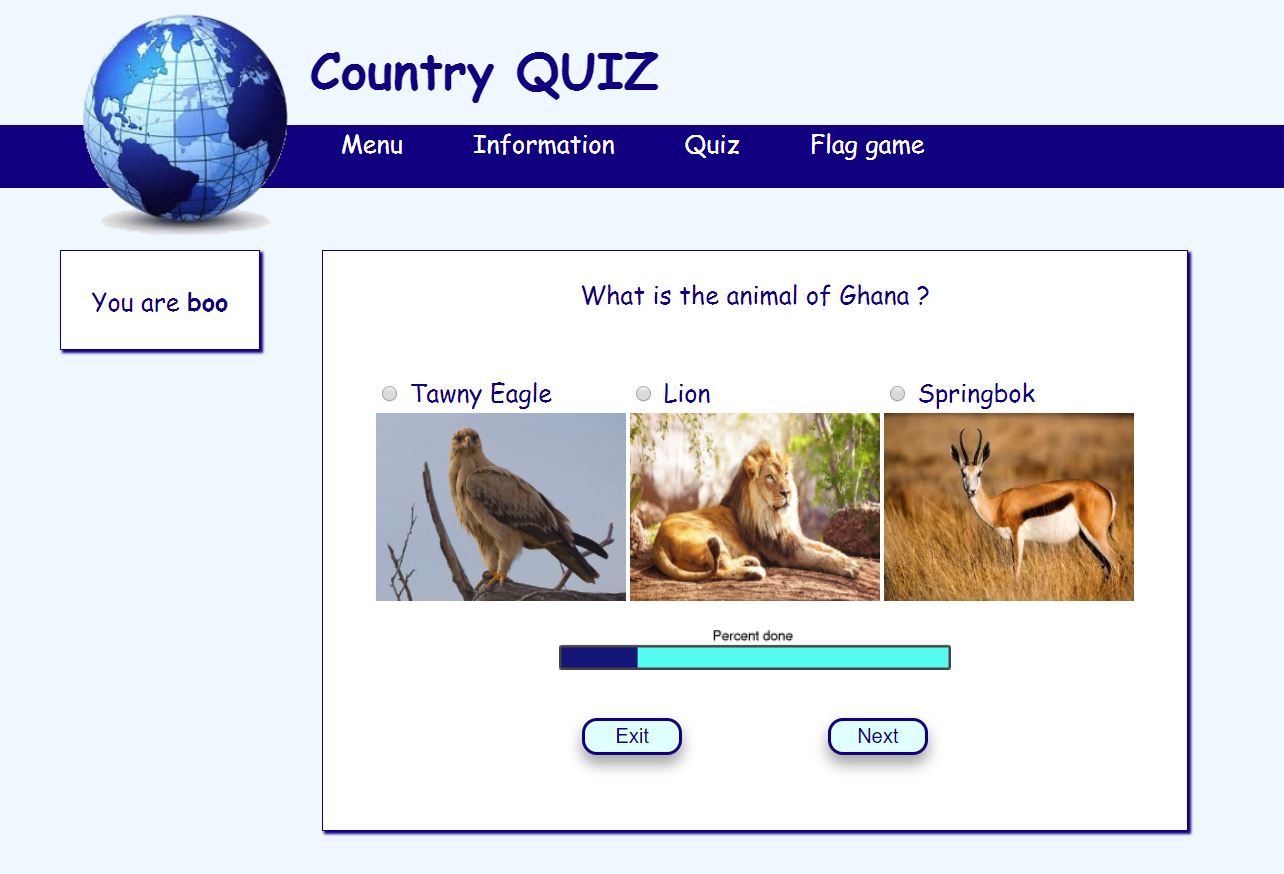 Country QUIZ
Menu Information Quiz Flag game
You are boo
What is the animal of Ghana ?
Tawny Eagle Lion Springbok
Percent done
Exit Next